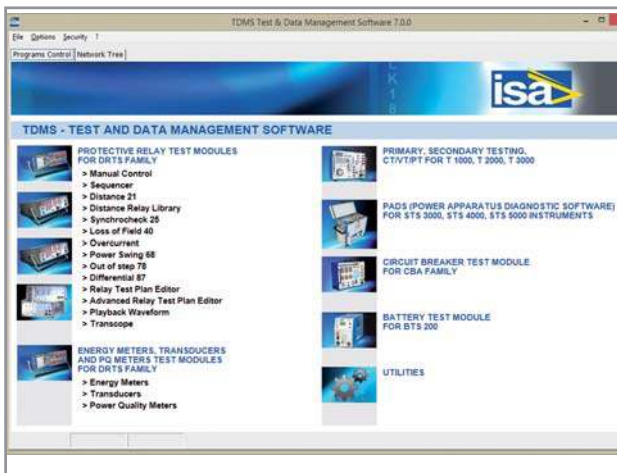 TDMS Test & Data Management Software 7.0.0
File Options Security ?
Programs Control Network Tree
isa
TDMS - TEST AND DATA MANAGEMENT SOFTWARE
PROTECTIVE RELAY TEST MODULES
FOR DRTS FAMILY
> Manual Control
> Sequencer
> Distance 21
> Distance Relay Library
> Synchrocheck 25
> Loss of Field 40
> Overcurrent
> Power Swing 68
> Out of step 78
> Differential 87
> Relay Test Plan Editor
> Advanced Relay Test Plan Editor
> Playback Waveform
> Transcope
ENERGY METERS, TRANSDUCERS
AND PQ METERS TEST MODULES
FOR DRTS FAMILY
> Energy Meters
> Transducers
> Power Quality Meters
PRIMARY, SECONDARY TESTING,
CT/VT/PT FOR T 1000, T 2000, T 3000
PADS (POWER APPARATUS DIAGNOSTIC SOFTWARE)
FOR STS 3000, STS 4000, STS 5000 INSTRUMENTS
CIRCUIT BREAKER TEST MODULE
FOR CBA FAMILY
BATTERY TEST MODULE
FOR BTS 200
UTILITIES